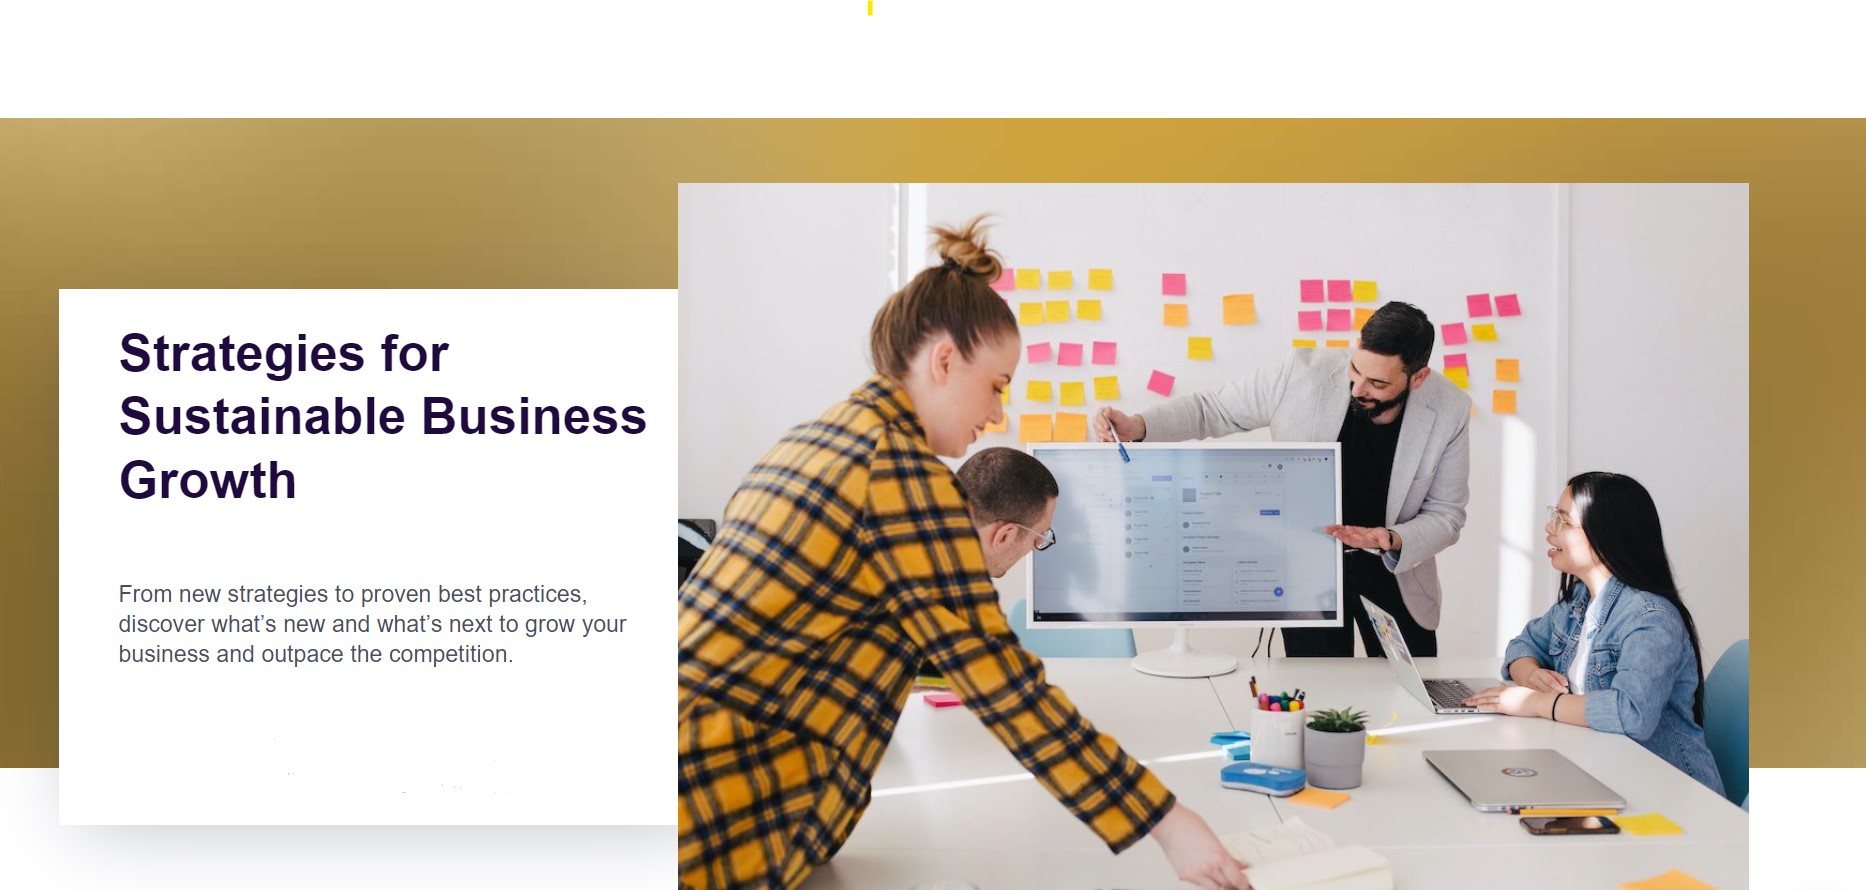 Strategies for
Sustainable Business
Growth
From new strategies to proven best practices,
discover what’s new and what’s next to grow your
business and outpace the competition.